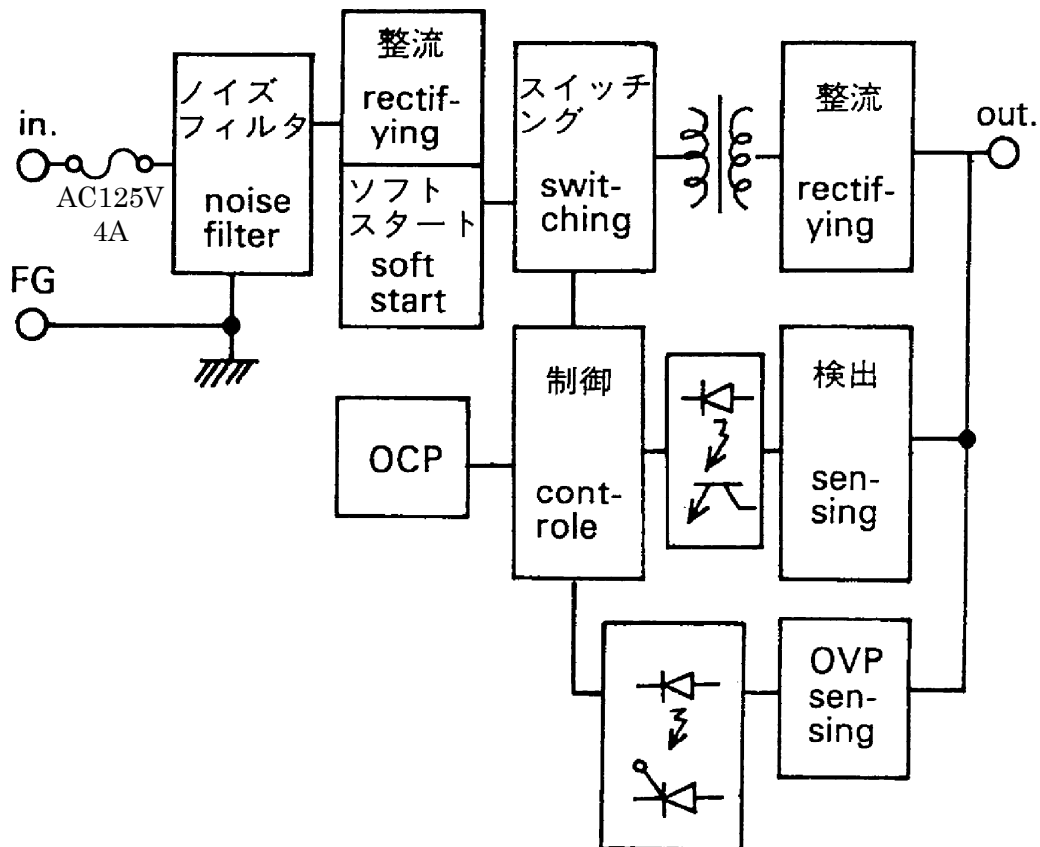 in.
AC125V
4A
FG
ノイズ
フィルタ
noise
filter
整流
rectif-
ying
ソフト
スタート
soft
start
スイッチ
ング
swit-
ching
整流
rectif-
ying
out.
OCP
制御
cont-
role
検出
sen-
sing
OVP
sen-
sing